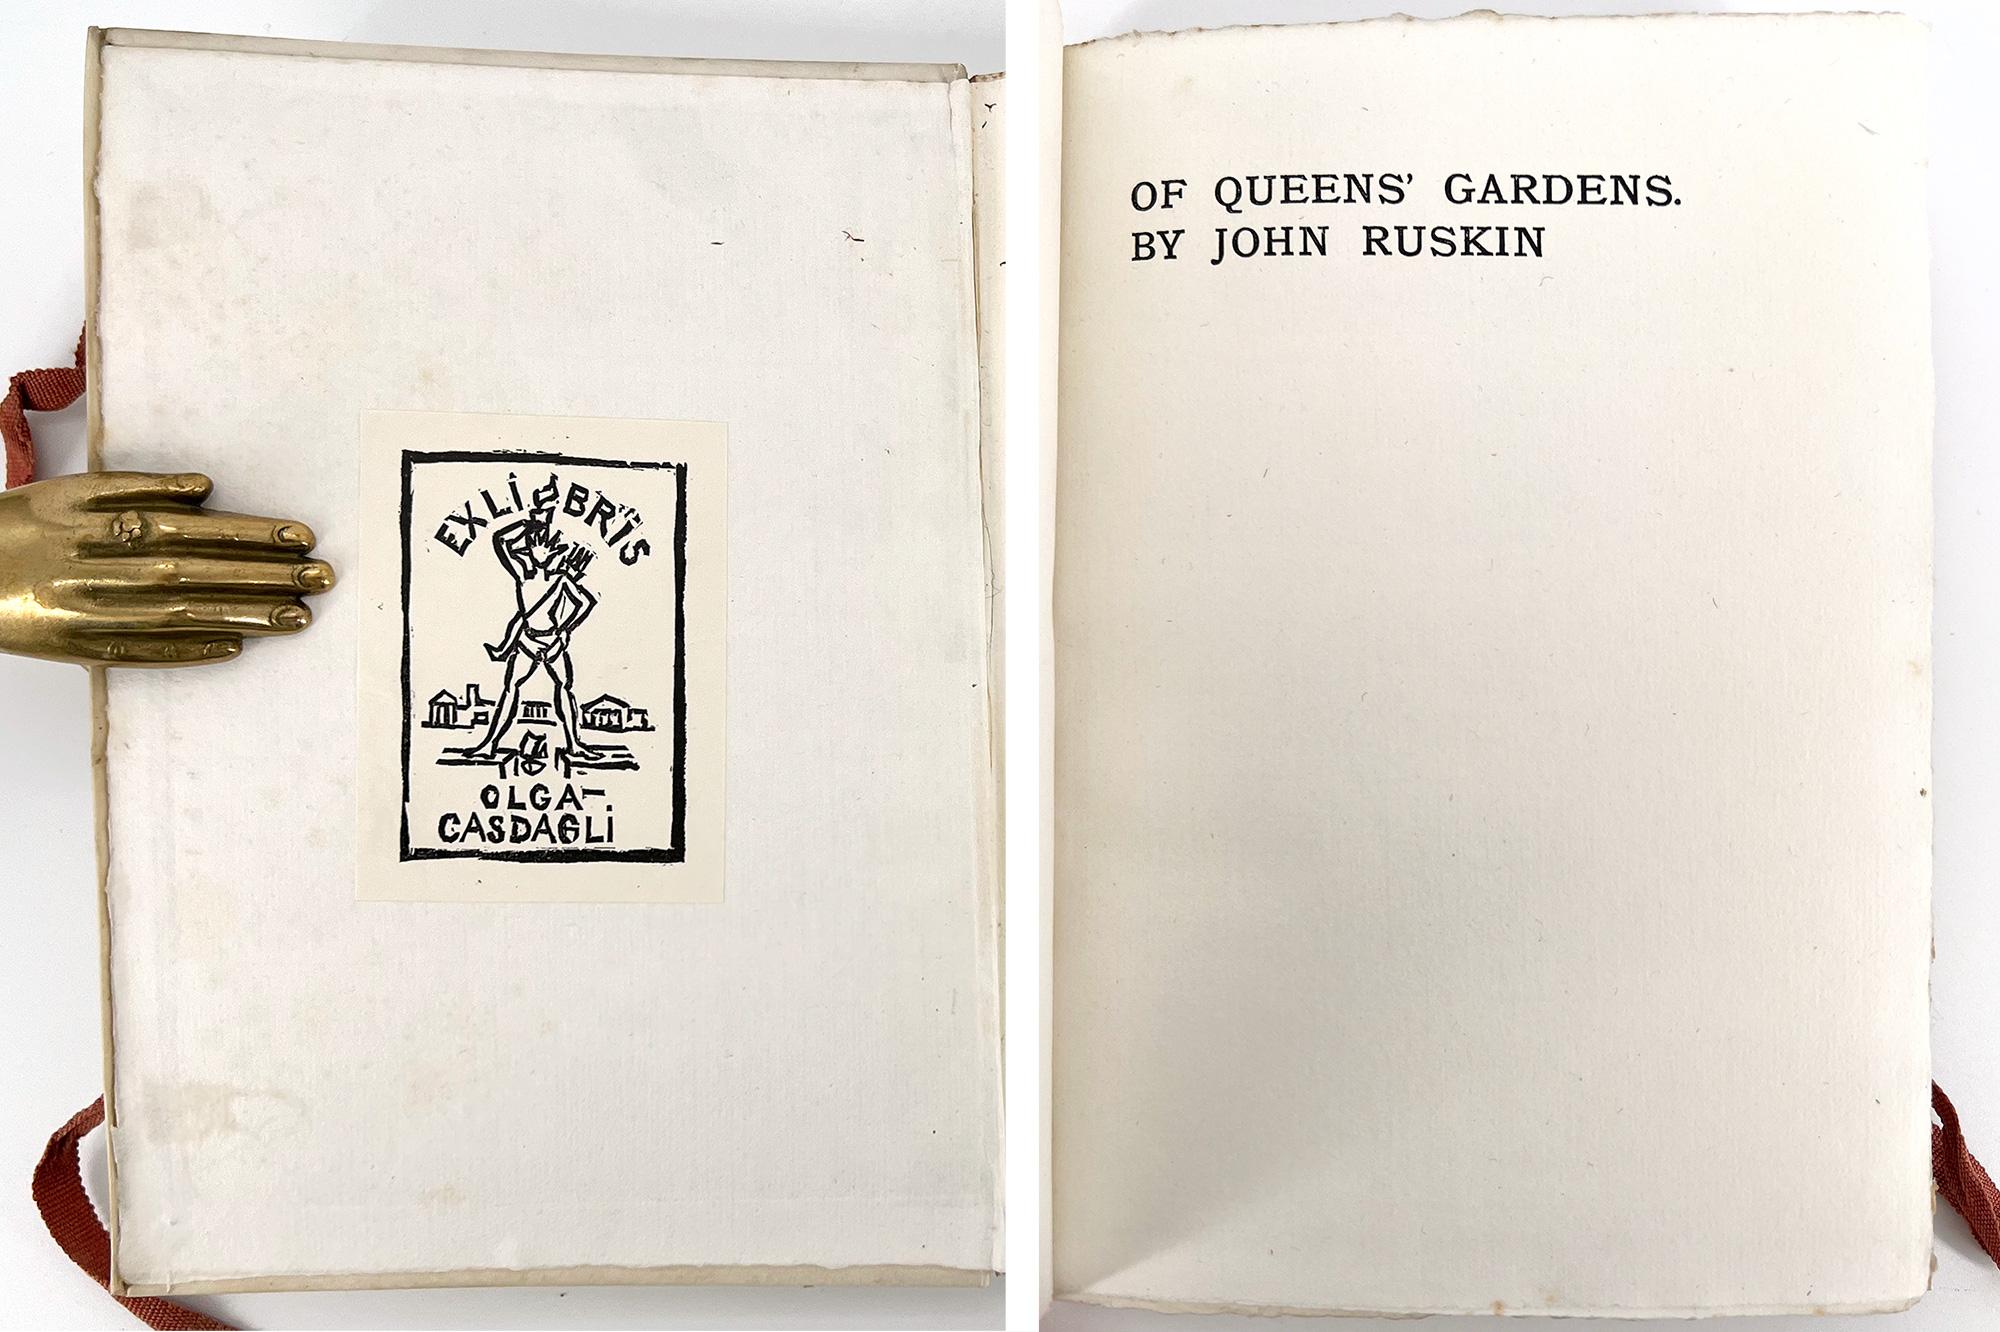 EX LiBRiS
OLGA-
CASDAGLi
OF QUEENS’ GARDENS.
BY JOHN RUSKIN